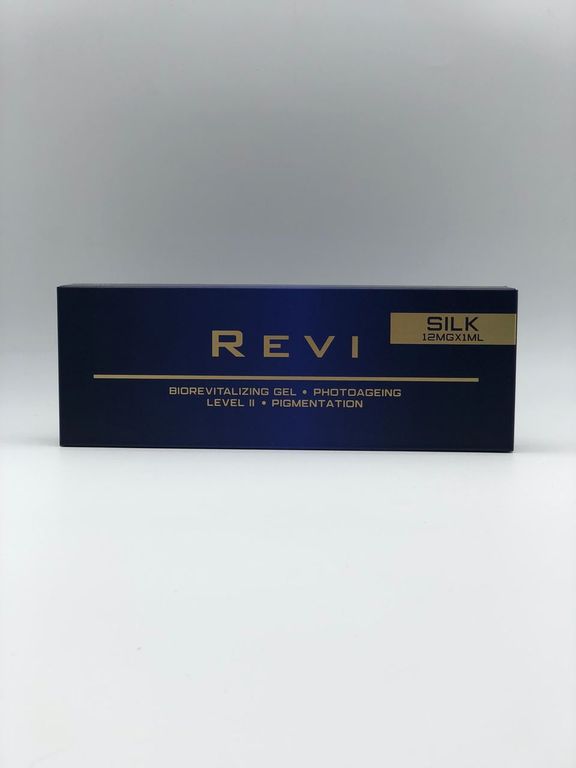 SILK
12MGX1ML
REVI
BIOREVITALIZING GEL • PHOTOAGEING
LEVEL II • PIGMENTATION